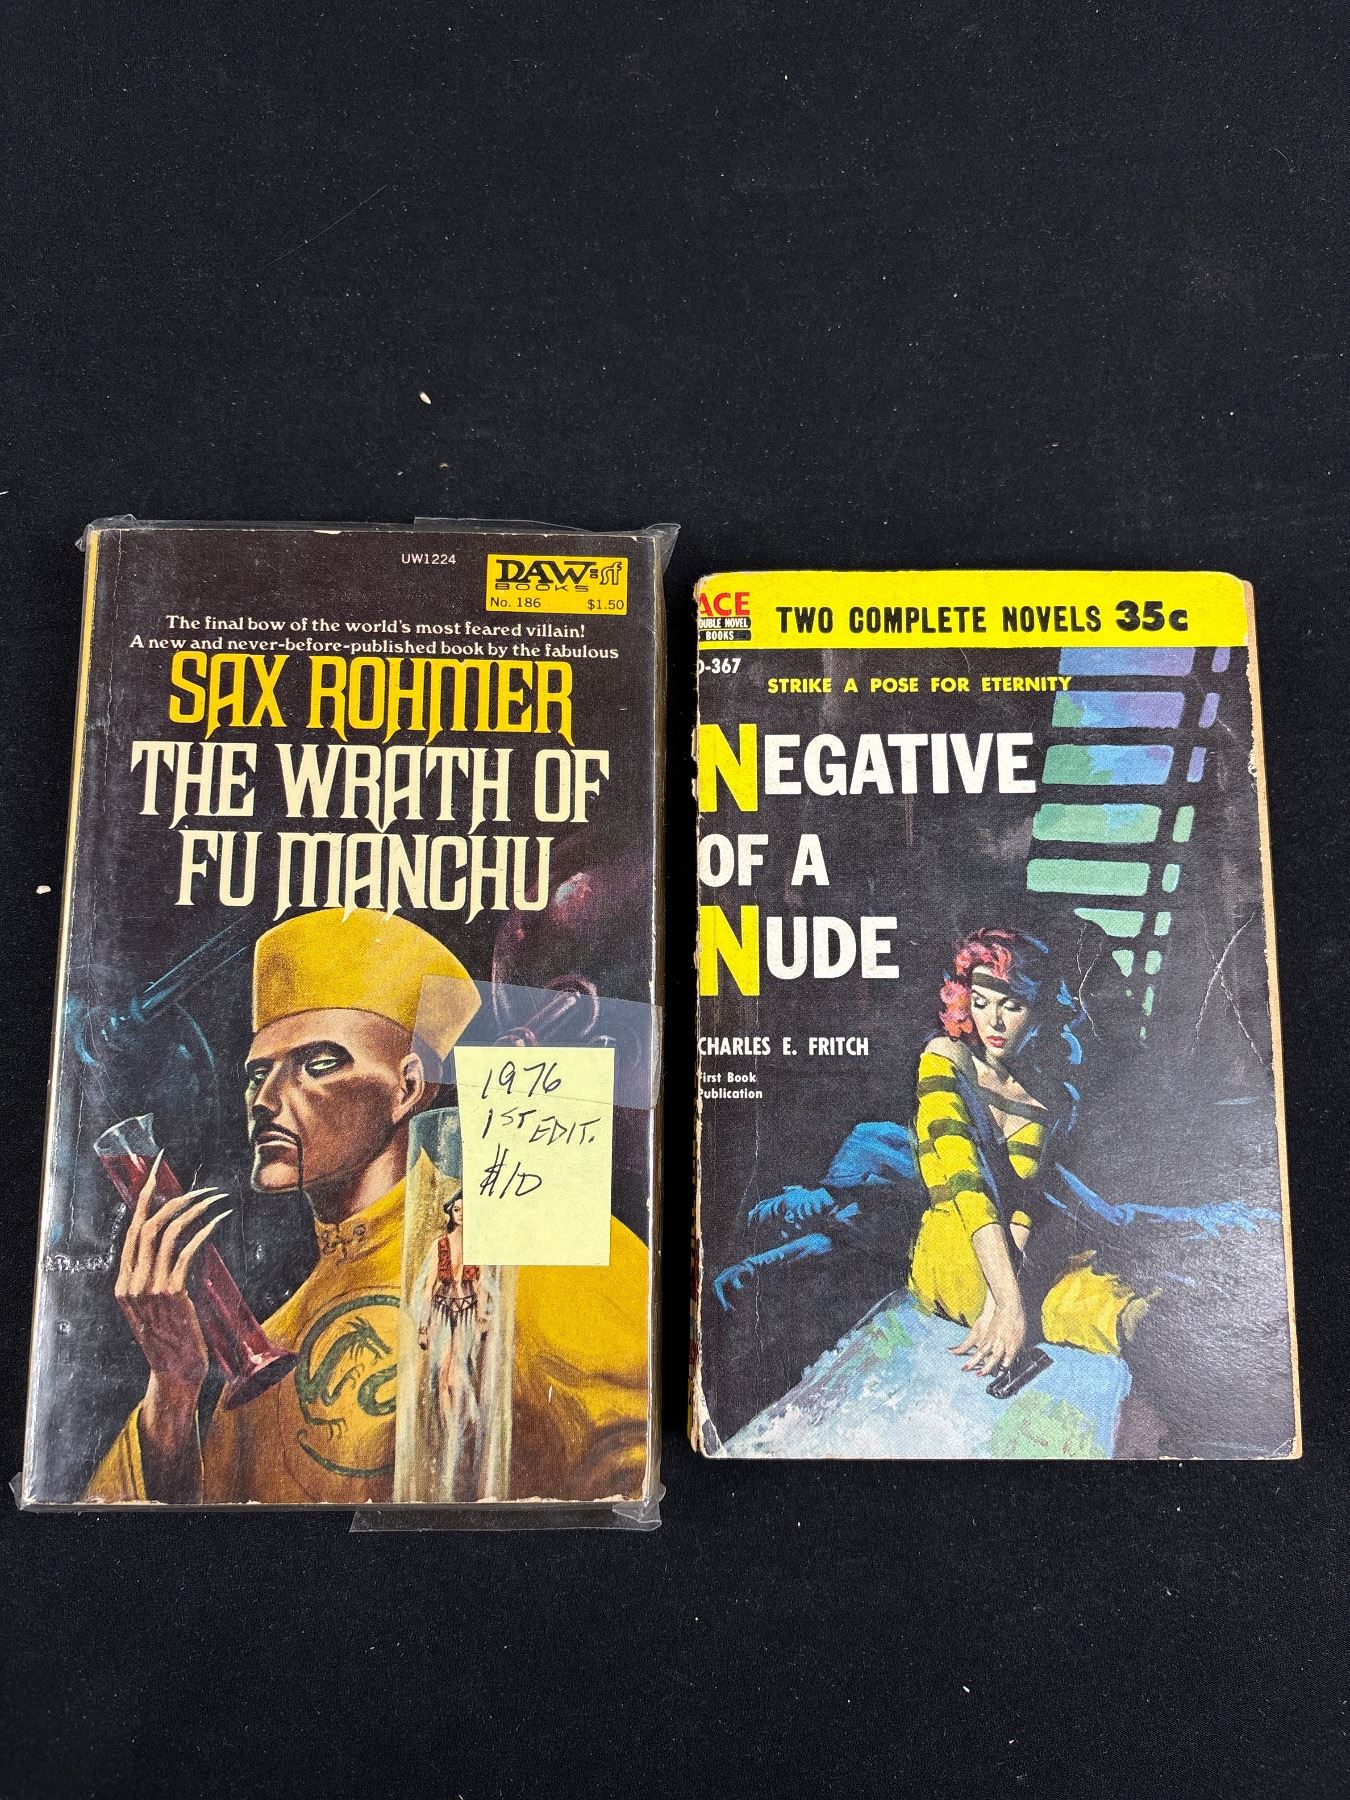 UW1224
DAW sf
BOOKS
No. 186 $1.50
The final bow of the world's most feared villain!
A new and never-before-published book by the fabulous
SAX ROHMER
THE WRATH OF
FU MANCHU
1976
1ST EDIT.
$10
ACE
OUBLE NOVEL
BOOKS
TWO COMPLETE NOVELS 35c
D-367
STRIKE A POSE FOR ETERNITY
NEGATIVE
OF A
NUDE
CHARLES E. FRITCH
First Book
Publication